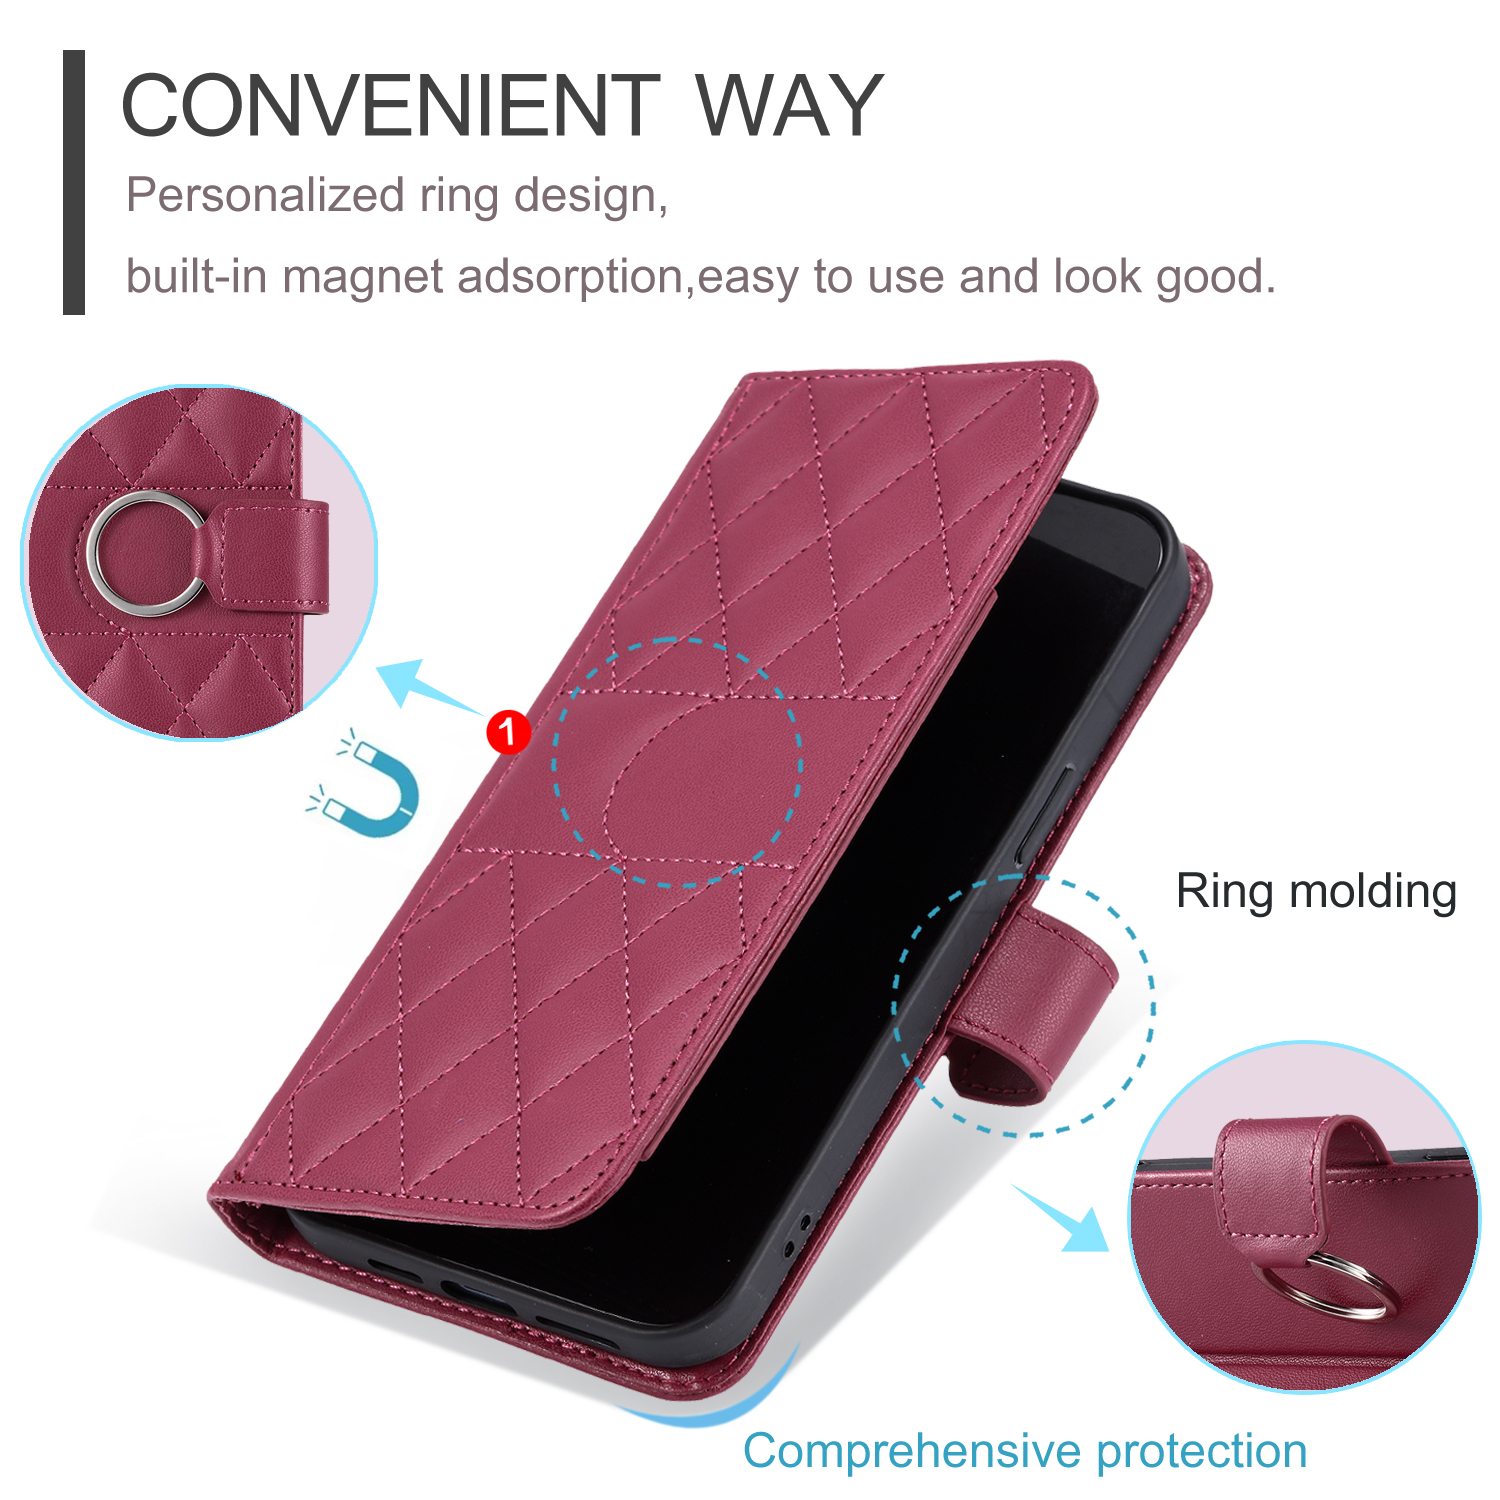 CONVENIENT WAY
Personalized ring design,
built-in magnet adsorption,easy to use and look good.
1
Ring molding
Comprehensive protection